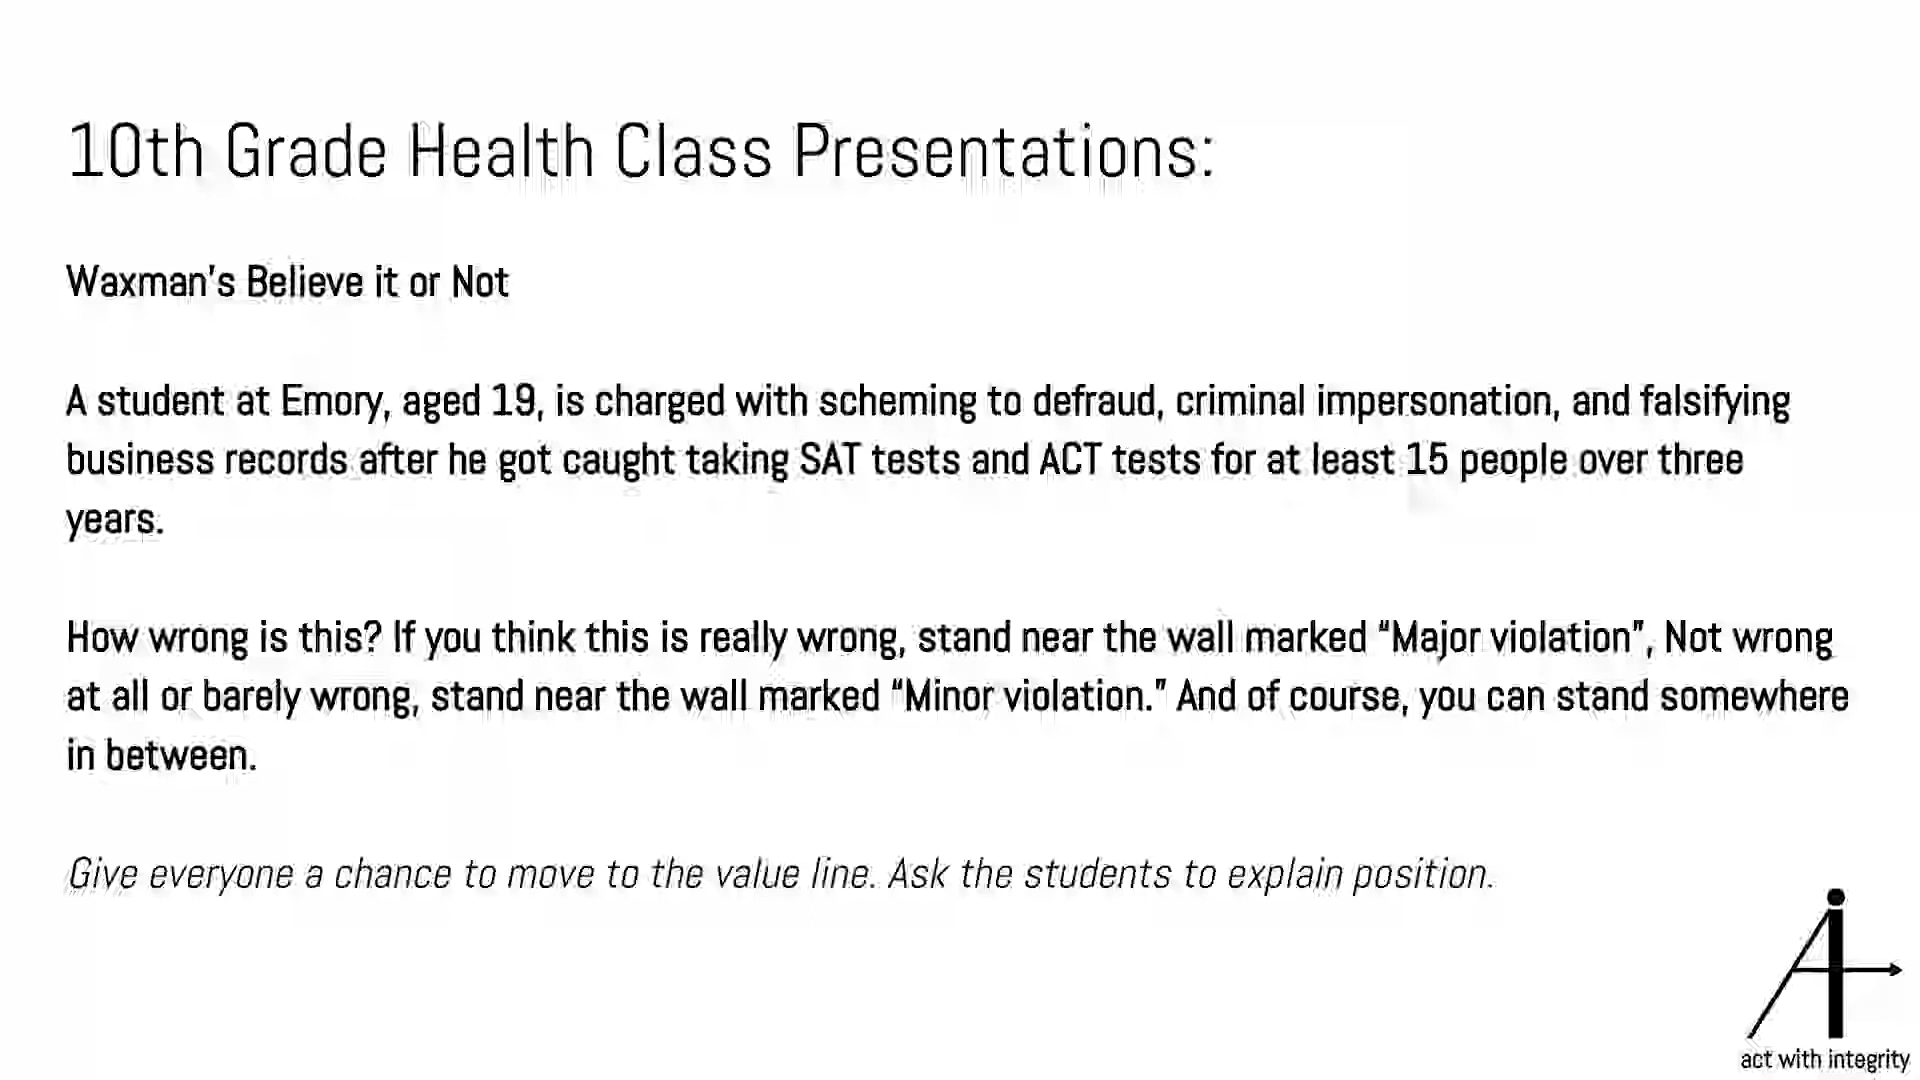 10th Grade Health Class Presentations:
Waxman's Believe it or Not
A student at Emory, aged 19, is charged with scheming to defraud, criminal impersonation, and falsifying
business records after he got caught taking SAT tests and ACT tests for at least 15 people over three
years.
How wrong is this? If you think this is really wrong, stand near the wall marked “Major violation”, Not wrong
at all or barely wrong, stand near the wall marked “Minor violation.” And of course, you can stand somewhere
in between.
Give everyone a chance to move to the value line. Ask the students to explain position.
act with integrity